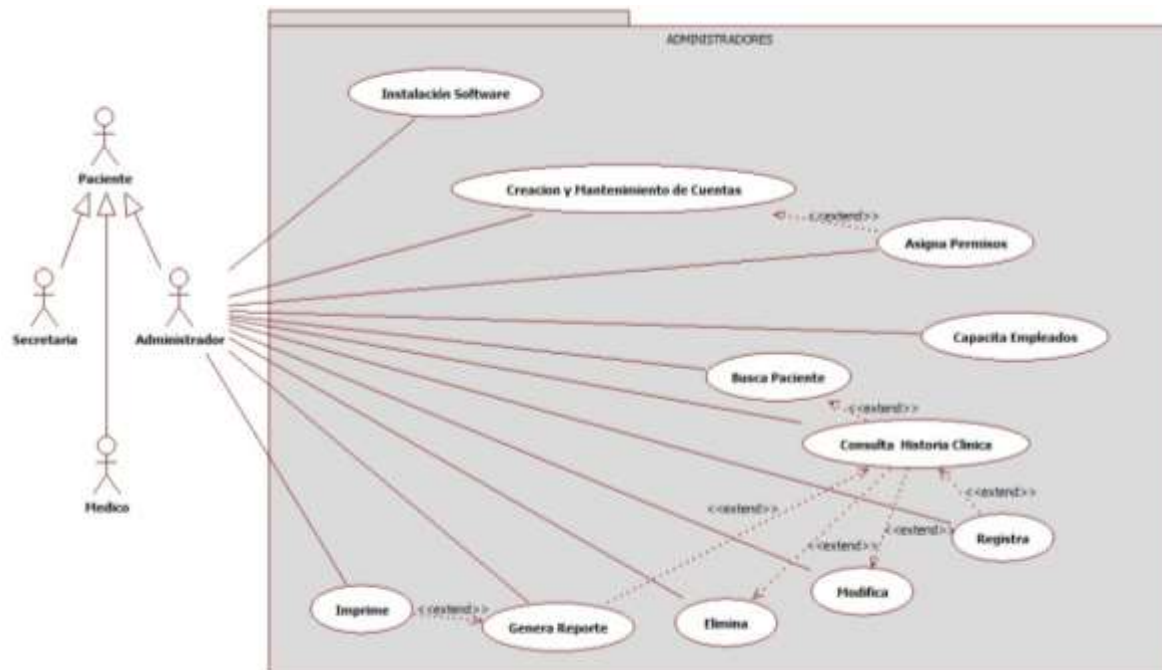 ADMINISTRADORES
Instalación Software
Paciente
Creacion y Mantenimiento de Cuentas
<<extend>>
Asigna Permisos
Secretaria
Administrador
Capacita Empleados
Busca Paciente
<<extend>>
Consulta Historia Clinica
Medico
<<extend>>
<<extend>>
<<extend>>
<<extend>>
Registra
Modifica
Imprime
<<extend>>
Genera Reporte
Elimina